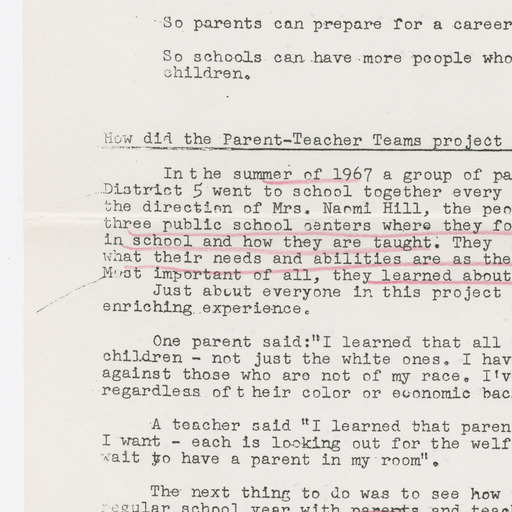 So parents can prepare for a career
So schools can have more people who
children.
How did the Parent-Teacher Teams project
In the summer of 1967 a group of pa
District 5 went to school together every
the direction of Mrs. Naomi Hill, the peo
three public school centers where they fo
in school and how they are taught. They
what their needs and abilities are as the
Most important of all, they learned about
Just about everyone in this project
enriching experience.
One parent said:"I learned that all
children - not just the white ones. I hav
against those who are not of my race. I'v
regardless of t heir color or economic bac
A teacher said "I learned that paren
I want - each is looking out for the welf
wait to have a parent in my room".
The next thing to do was to see how
regular school year with parents and teac